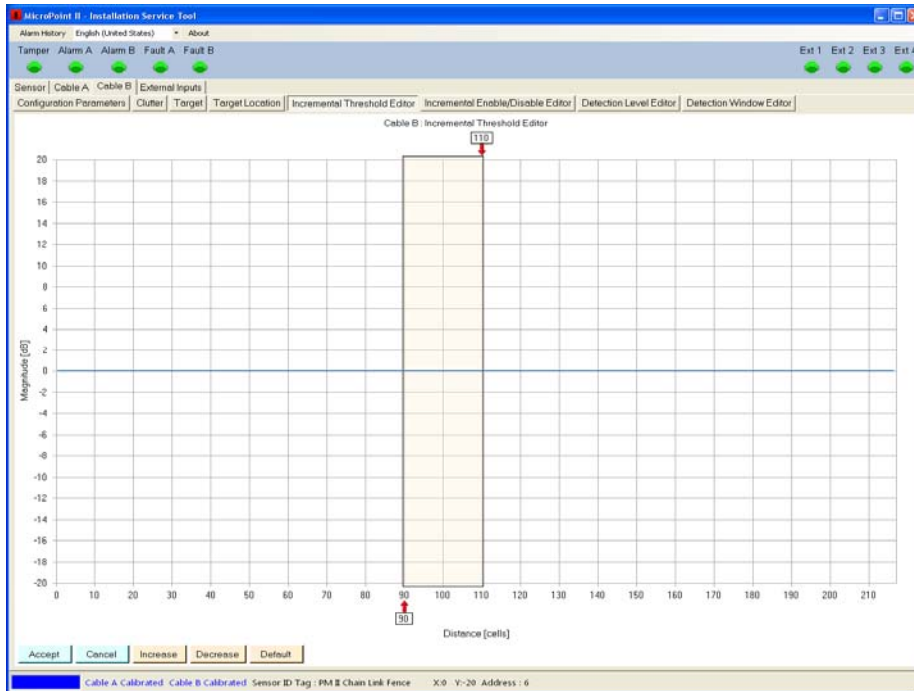 MicroPoint II - Installation Service Tool
Alarm History English (United States) About
Tamper Alarm A Alarm B Fault A Fault B Ext 1 Ext 2 Ext 3 Ext 4
Sensor Cable A Cable B External Inputs
Configuration Parameters Clutter Target Target Location Incremental Threshold Editor Incremental Enable/Disable Editor Detection Level Editor Detection Window Editor
Cable B : Incremental Threshold Editor
110
20
18
16
14
12
10
8
6
4
2
0
-2
-4
-6
-8
-10
-12
-14
-16
-18
-20
Magnitude [dB]
0 10 20 30 40 50 60 70 80 90 100 110 120 130 140 150 160 170 180 190 200 210
90
Distance [cells]
Accept Cancel Increase Decrease Default
Cable A Calibrated Cable B Calibrated Sensor ID Tag : PM II Chain Link Fence X:0 Y:-20 Address : 6